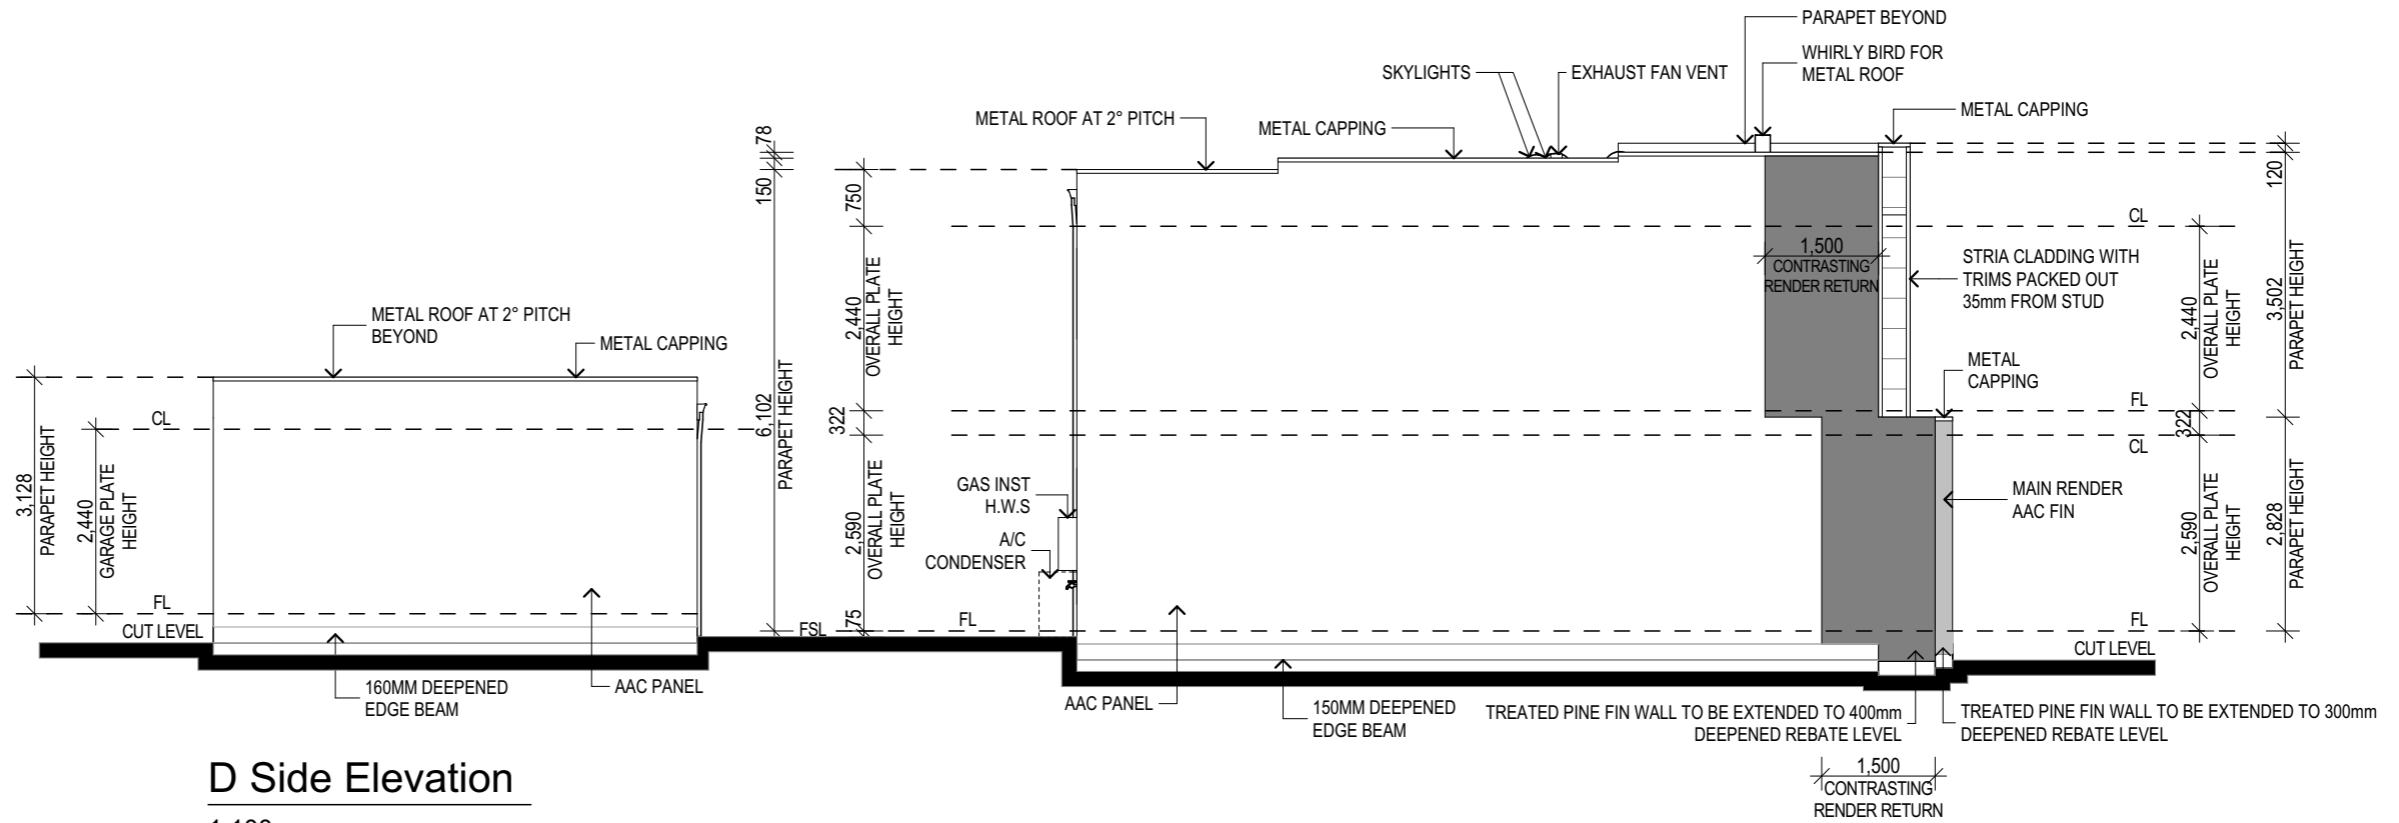 PARAPET BEYOND
WHIRLY BIRD FOR
METAL ROOF
SKYLIGHTS
EXHAUST FAN VENT
METAL CAPPING
METAL ROOF AT 2° PITCH
METAL CAPPING
78
150
6,102
PARAPET HEIGHT
750
2,440
OVERALL PLATE
HEIGHT
322
2,590
OVERALL PLATE
HEIGHT
75
METAL ROOF AT 2° PITCH
BEYOND
METAL CAPPING
3,128
PARAPET HEIGHT
2,440
GARAGE PLATE
HEIGHT
CL
FL
CUT LEVEL
FSL
FL
GAS INST
H.W.S
A/C
CONDENSER
1,500
CONTRASTING
RENDER RETURN
CL
STRIA CLADDING WITH
TRIMS PACKED OUT
35mm FROM STUD
METAL
CAPPING
FL
CL
MAIN RENDER
AAC FIN
FL
CUT LEVEL
2,440
OVERALL PLATE
HEIGHT
322
2,590
OVERALL PLATE
HEIGHT
120
3,502
PARAPET HEIGHT
2,828
PARAPET HEIGHT
160MM DEEPENED
EDGE BEAM
AAC PANEL
AAC PANEL
150MM DEEPENED
EDGE BEAM
TREATED PINE FIN WALL TO BE EXTENDED TO 400mm
DEEPENED REBATE LEVEL
TREATED PINE FIN WALL TO BE EXTENDED TO 300mm
DEEPENED REBATE LEVEL
1,500
CONTRASTING
RENDER RETURN
D Side Elevation